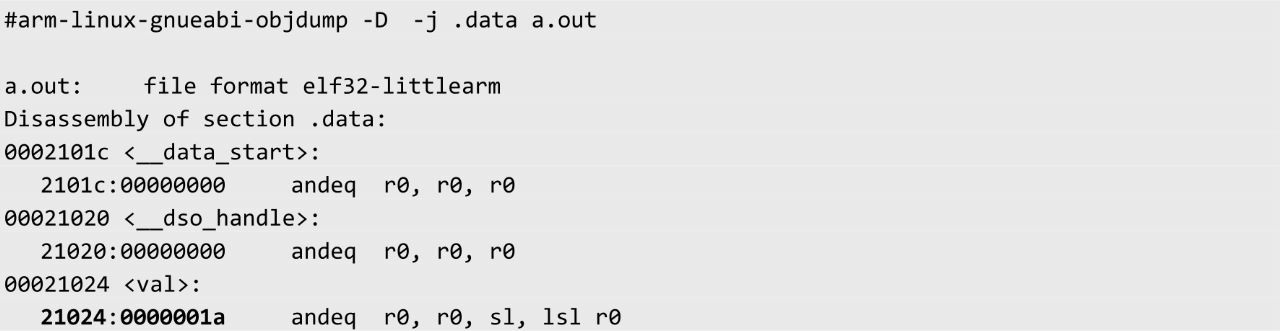 #arm-linux-gnueabi-objdump -D  -j .data a.out
a.out:     file format elf32-littlearm
Disassembly of section .data:
0002101c <__data_start>:
   2101c:00000000     andeq  r0, r0, r0
00021020 <__dso_handle>:
   21020:00000000     andeq  r0, r0, r0
00021024 <val>:
   21024:0000001a     andeq  r0, r0, sl, lsl r0